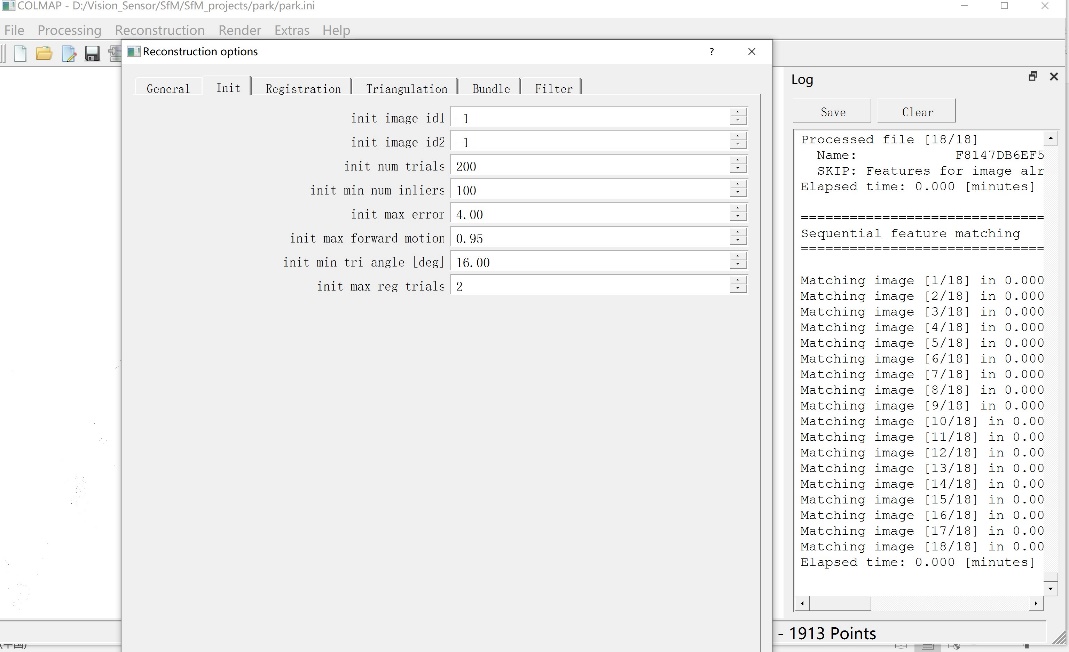 COLMAP - D:/Vision_Sensor/SfM/SfM_projects/park/park.ini
File Processing Reconstruction Render Extras Help
Reconstruction options
?
General Init Registration Triangulation Bundle Filter
init image id1 1
init image id2 1
init num trials 200
init min num inliers 100
init max error 4.00
init max forward motion 0.95
init min tri angle [deg] 16.00
init max reg trials 2
Log
Save Clear
Processed file [18/18]
Name: F8147DB6EF5
SKIP: Features for image alr
Elapsed time: 0.000 [minutes]
==============================
Sequential feature matching
==============================
Matching image [1/18] in 0.000
Matching image [2/18] in 0.000
Matching image [3/18] in 0.000
Matching image [4/18] in 0.000
Matching image [5/18] in 0.000
Matching image [6/18] in 0.000
Matching image [7/18] in 0.000
Matching image [8/18] in 0.000
Matching image [9/18] in 0.000
Matching image [10/18] in 0.00
Matching image [11/18] in 0.00
Matching image [12/18] in 0.00
Matching image [13/18] in 0.00
Matching image [14/18] in 0.00
Matching image [15/18] in 0.00
Matching image [16/18] in 0.00
Matching image [17/18] in 0.00
Matching image [18/18] in 0.00
Elapsed time: 0.000 [minutes]
- 1913 Points